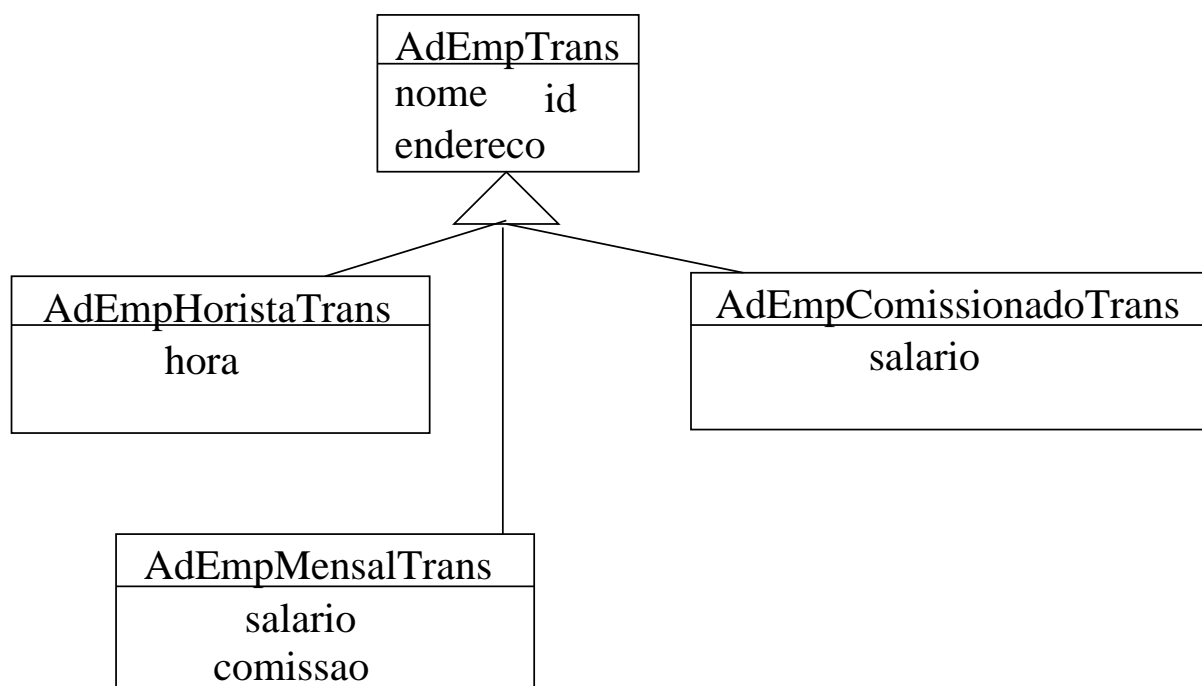 AdEmpTrans
nome id
endereco
AdEmpHoristaTrans
hora
AdEmpComissionadoTrans
salario
AdEmpMensalTrans
salario
comissao